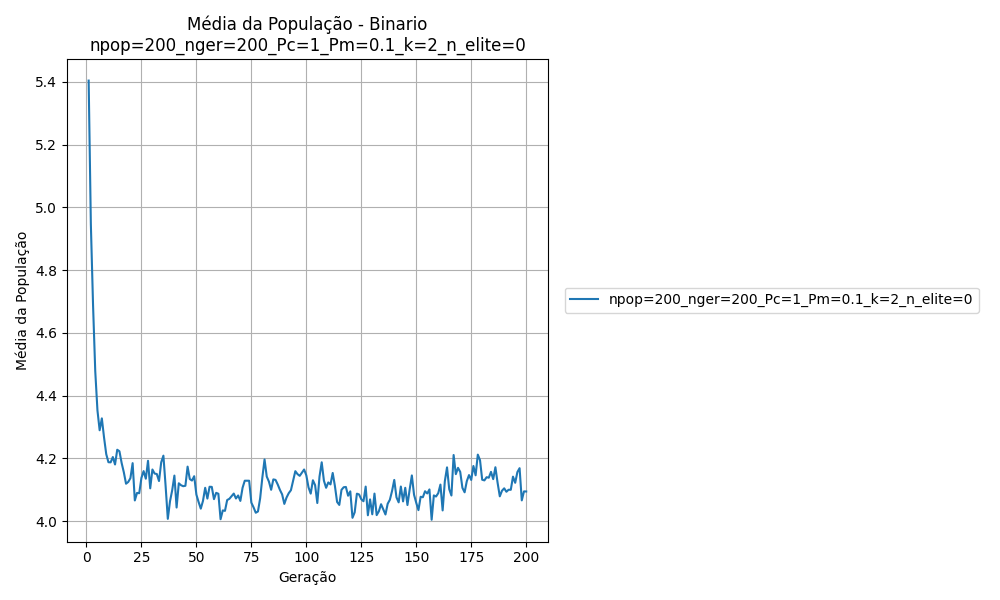 Média da População - Binario
npop=200_nger=200_Pc=1_Pm=0.1_k=2_n_elite=0
Média da População
5.4
5.2
5.0
4.8
4.6
4.4
4.2
4.0
0 25 50 75 100 125 150 175 200
Geração
npop=200_nger=200_Pc=1_Pm=0.1_k=2_n_elite=0